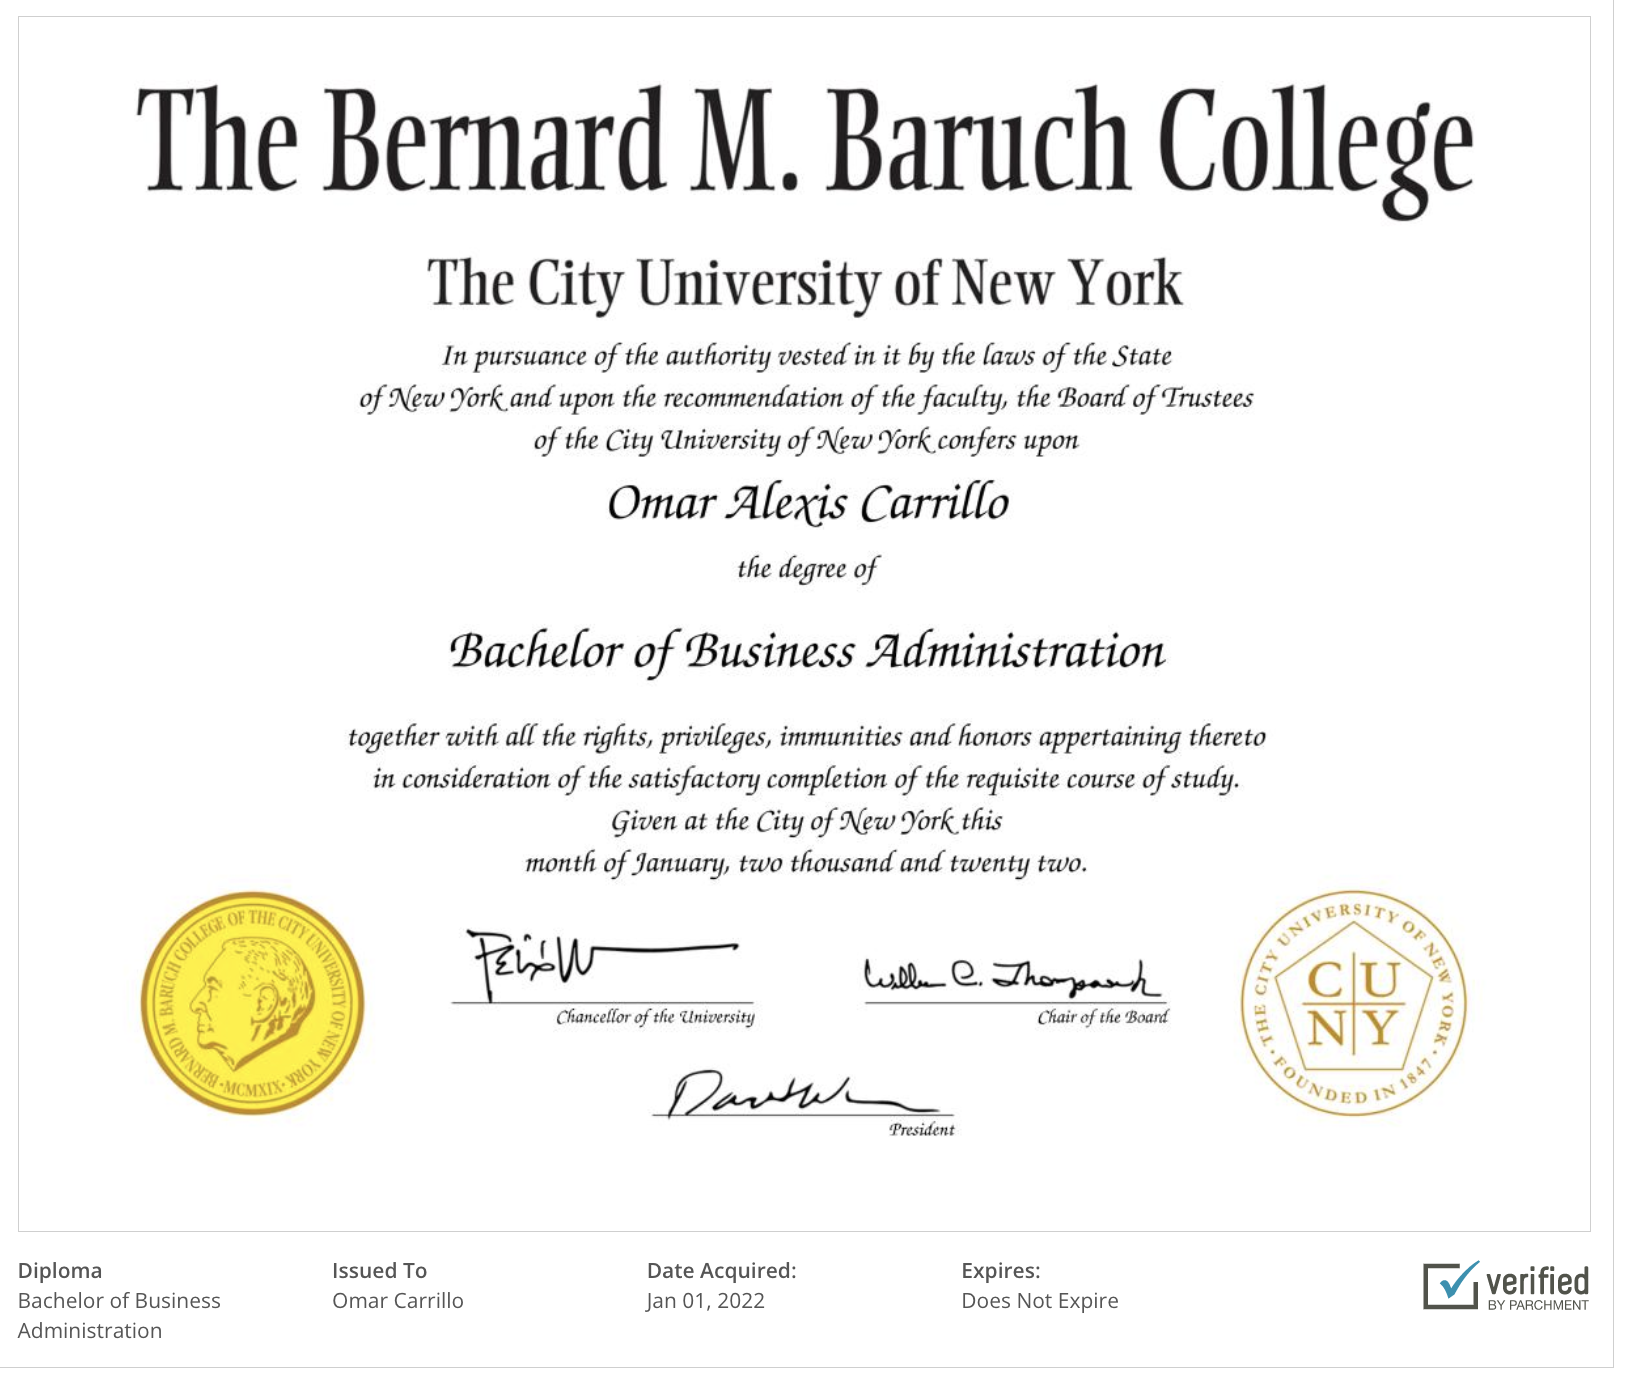 The Bernard M. Baruch College
The City University of New York
In pursuance of the authority vested in it by the laws of the State
of New York and upon the recommendation of the faculty, the Board of Trustees
of the City University of New York confers upon
Omar Alexis Carrillo
the degree of
Bachelor of Business Administration
together with all the rights, privileges, immunities and honors appertaining thereto
in consideration of the satisfactory completion of the requisite course of study.
Given at the City of New York this
month of January, two thousand and twenty two.
BERNARD M. BARUCH COLLEGE OF THE CITY UNIVERSITY OF NEW YORK
·MCMXIX·
Chancellor of the University
William C. Thompson
Chair of the Board
President
THE CITY UNIVERSITY OF NEW YORK
CU
NY
FOUNDED IN 1847
Diploma
Bachelor of Business
Administration
Issued To
Omar Carrillo
Date Acquired:
Jan 01, 2022
Expires:
Does Not Expire
verified
BY PARCHMENT